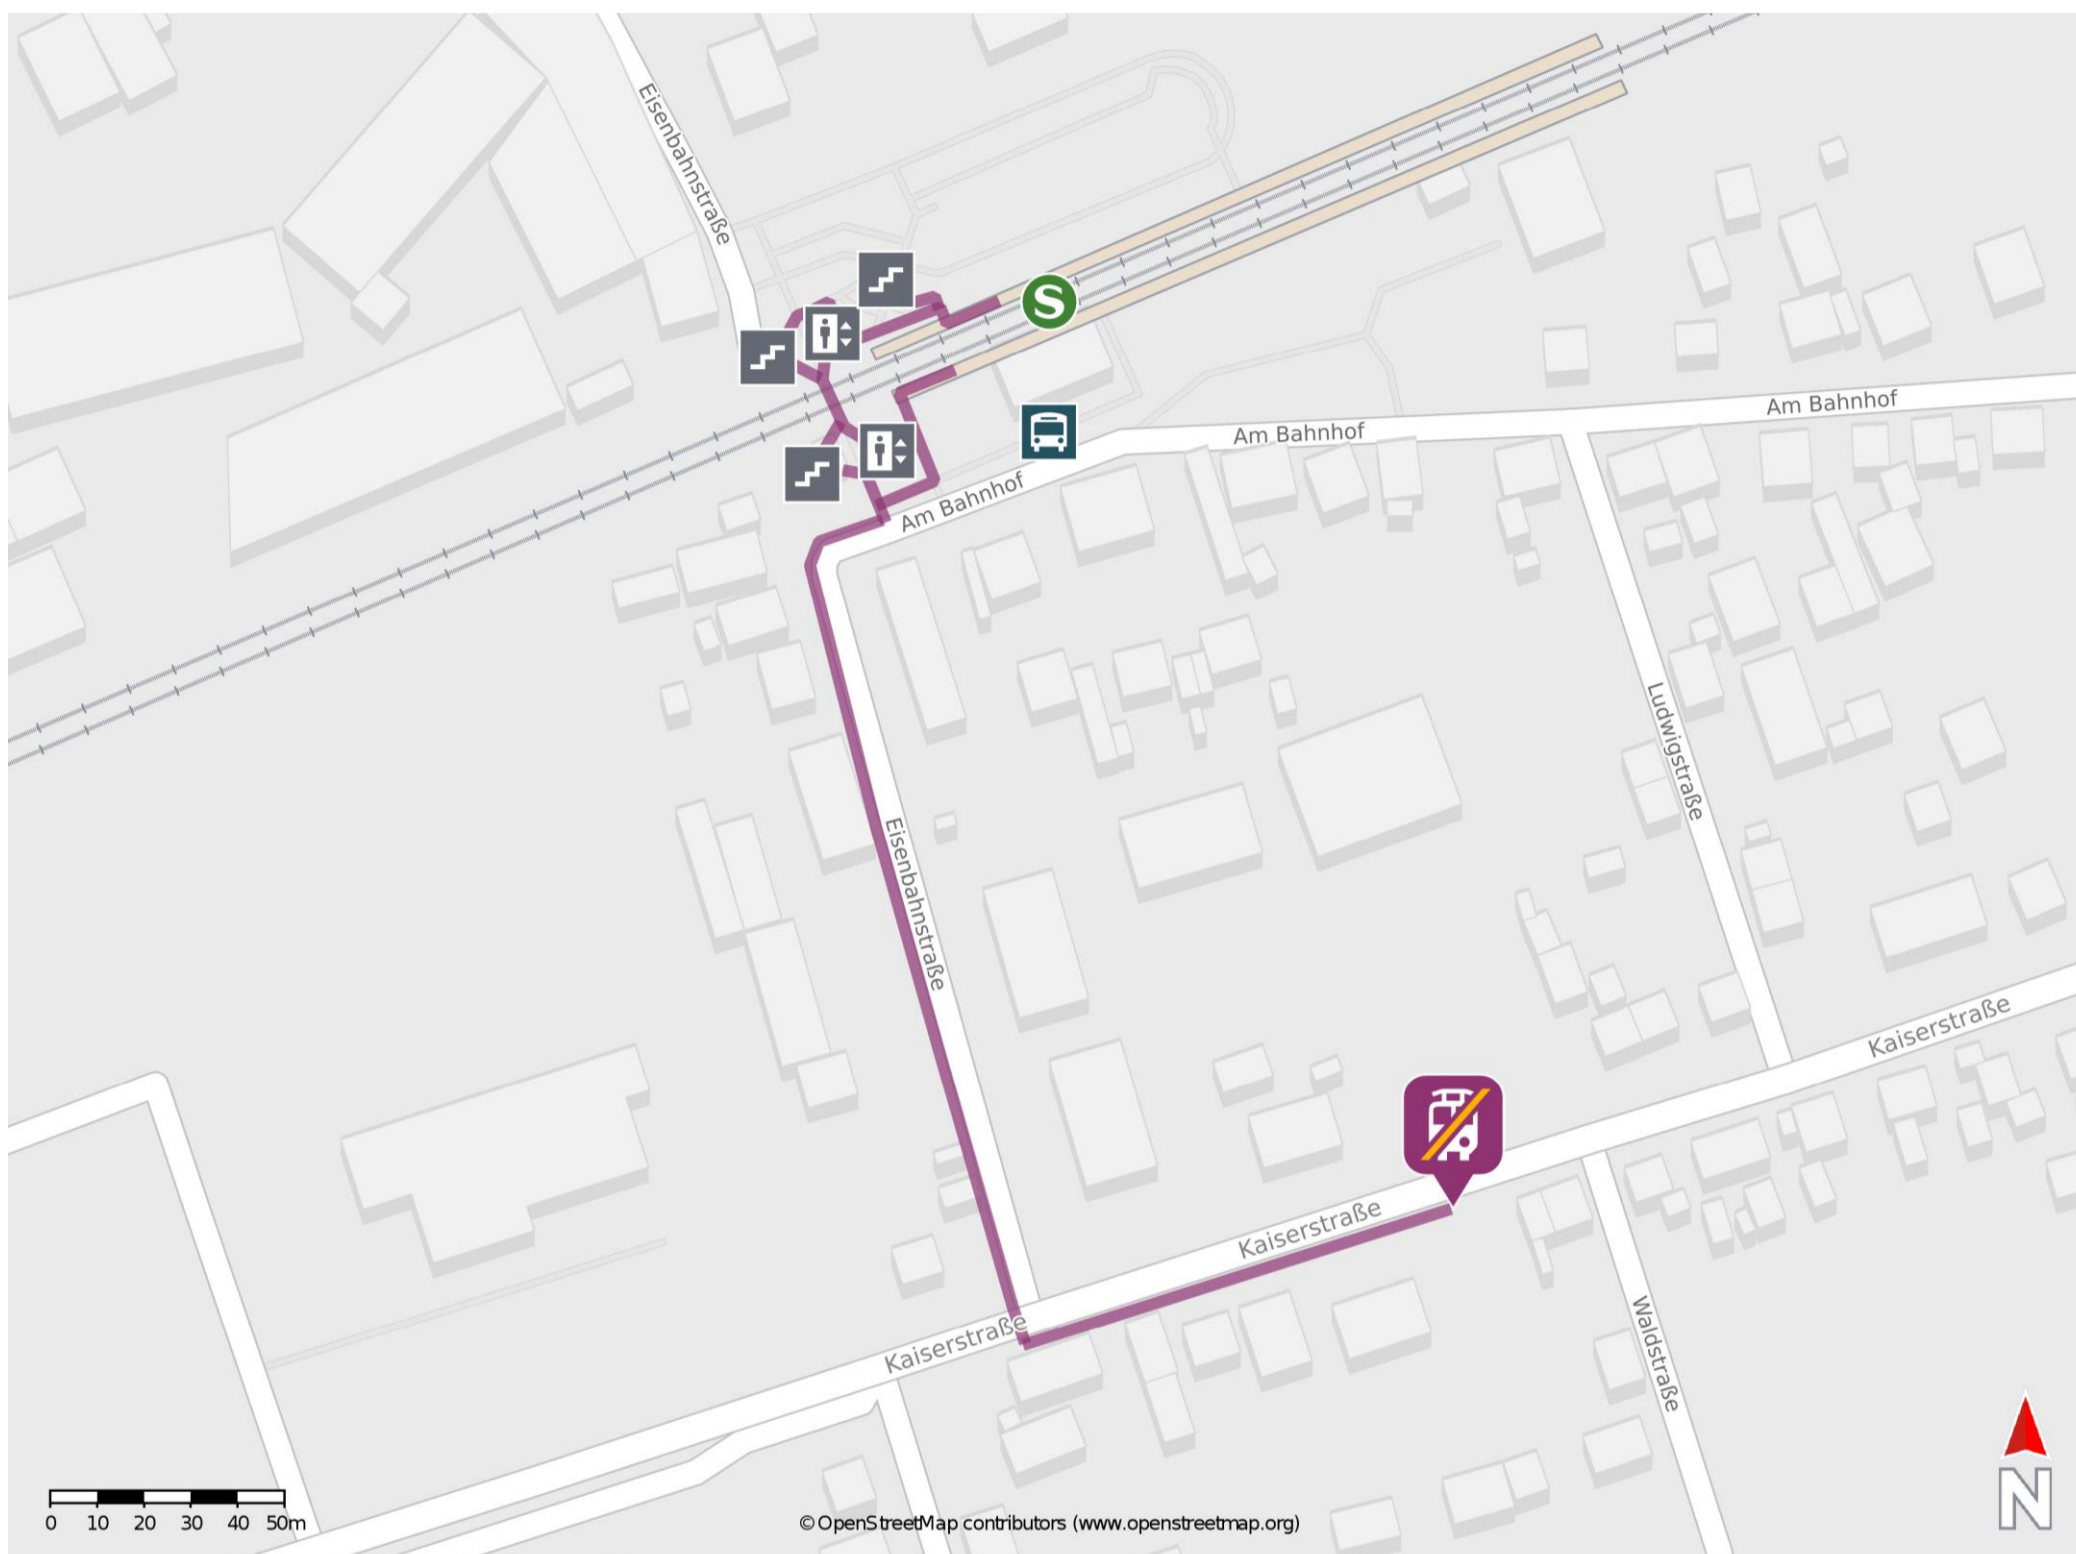 Eisenbahnstraße
S
Am Bahnhof
Am Bahnhof
Am Bahnhof
Ludwigstraße
Eisenbahnstraße
Kaiserstraße
Kaiserstraße
Kaiserstraße
Waldstraße
0 10 20 30 40 50m
© OpenStreetMap contributors (www.openstreetmap.org)
N